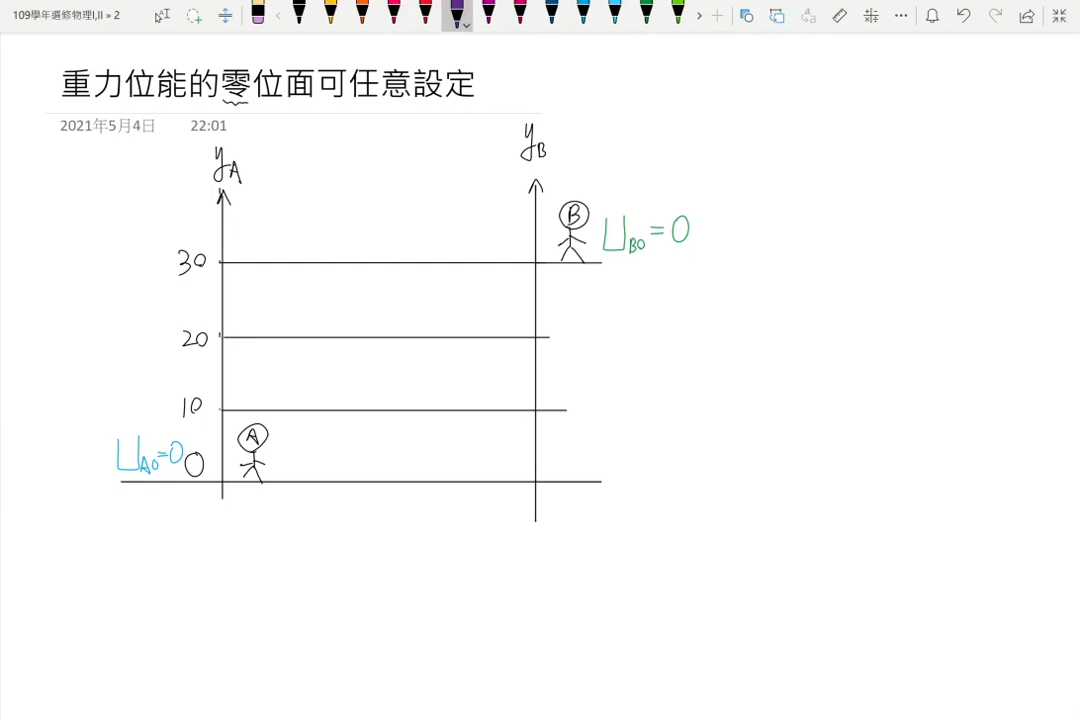 109學年選修物理I,II » 2
重力位能的零位面可任意設定
2021年5月4日 22:01
yA
yB
B
UB0=0
30
20
10
A
UA0=0
0